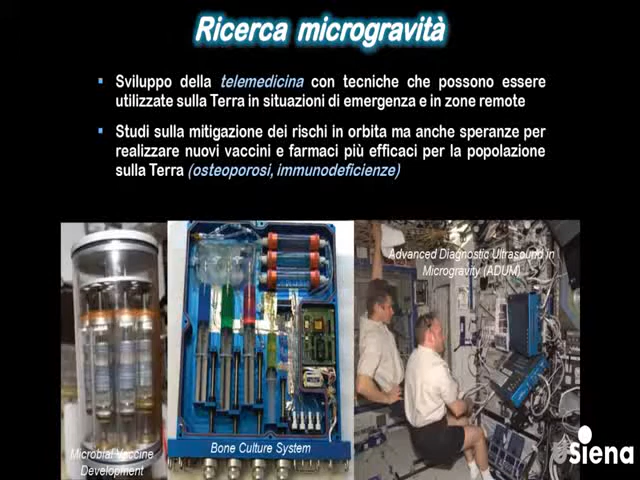 Ricerca microgravità
Sviluppo della telemedicina con tecniche che possono essere
utilizzate sulla Terra in situazioni di emergenza e in zone remote
Studi sulla mitigazione dei rischi in orbita ma anche speranze per
realizzare nuovi vaccini e farmaci più efficaci per la popolazione
sulla Terra (osteoporosi, immunodeficienze)
Advanced Diagnostic Ultrasound in
Microgravity (ADUM)
Microbial Vaccine
Development
Bone Culture System
Siena